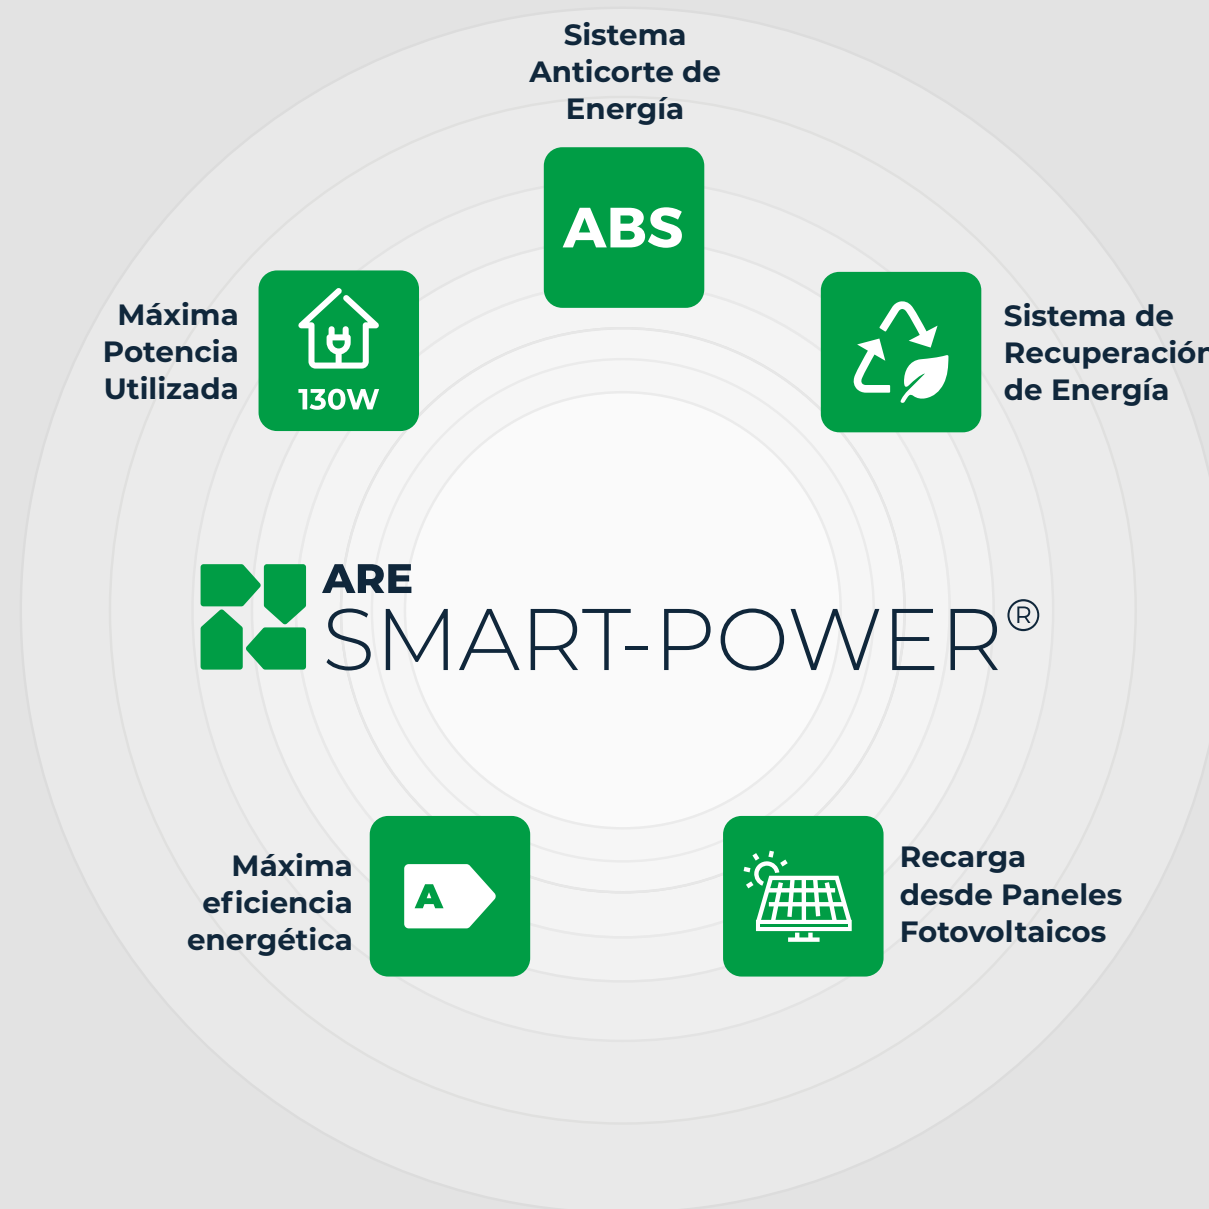 Sistema
Anticorte de
Energía
ABS
Máxima
Potencia
Utilizada
130W
Sistema de
Recuperación
de Energía
ARE
SMART-POWER®
Máxima
eficiencia
energética
A
Recarga
desde Paneles
Fotovoltaicos